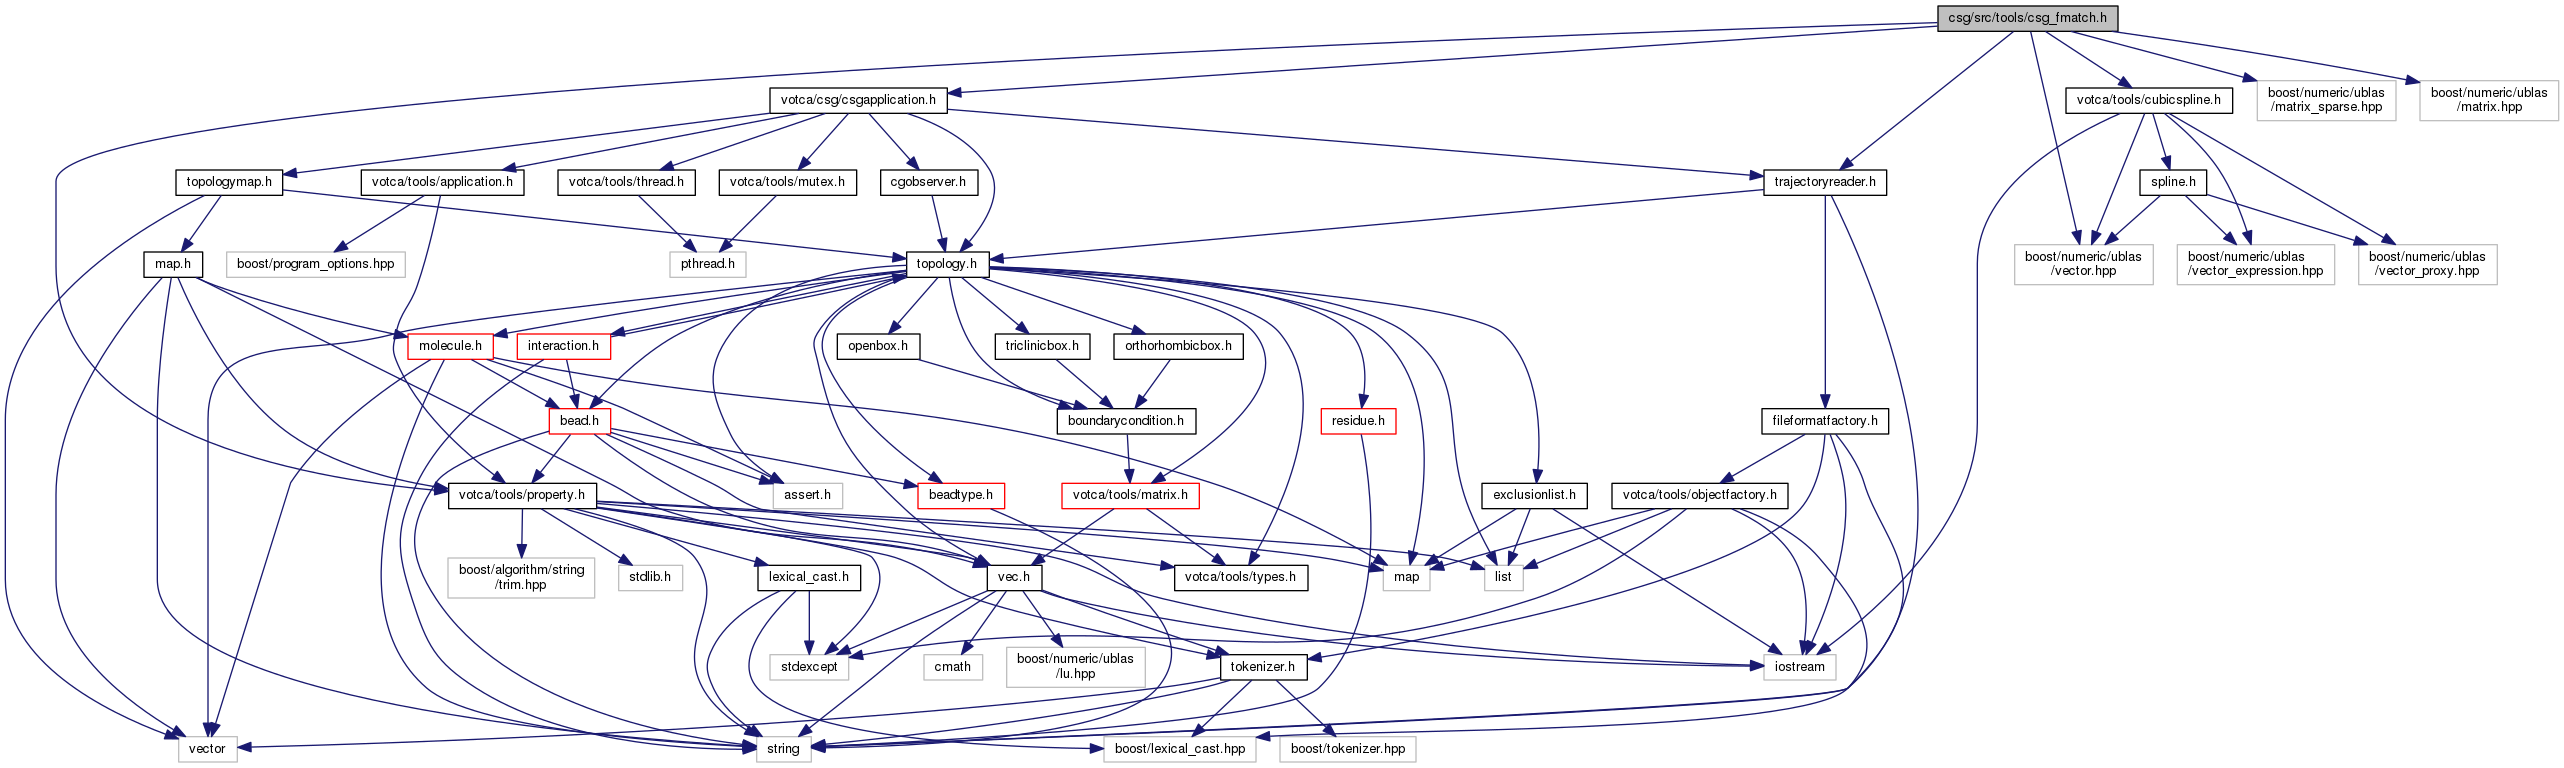 csg/src/tools/csg_fmatch.h
votca/csg/csgapplication.h
votca/tools/cubicspline.h
boost/numeric/ublas
/matrix_sparse.hpp
boost/numeric/ublas
/matrix.hpp
topologymap.h
votca/tools/application.h
votca/tools/thread.h
votca/tools/mutex.h
cgobserver.h
trajectoryreader.h
spline.h
map.h
boost/program_options.hpp
pthread.h
topology.h
boost/numeric/ublas
/vector.hpp
boost/numeric/ublas
/vector_expression.hpp
boost/numeric/ublas
/vector_proxy.hpp
molecule.h
interaction.h
openbox.h
triclinicbox.h
orthorhombicbox.h
bead.h
boundarycondition.h
residue.h
fileformatfactory.h
votca/tools/property.h
assert.h
beadtype.h
votca/tools/matrix.h
exclusionlist.h
votca/tools/objectfactory.h
boost/algorithm/string
/trim.hpp
stdlib.h
lexical_cast.h
vec.h
votca/tools/types.h
map
list
stdexcept
cmath
boost/numeric/ublas
/lu.hpp
tokenizer.h
iostream
vector
string
boost/lexical_cast.hpp
boost/tokenizer.hpp